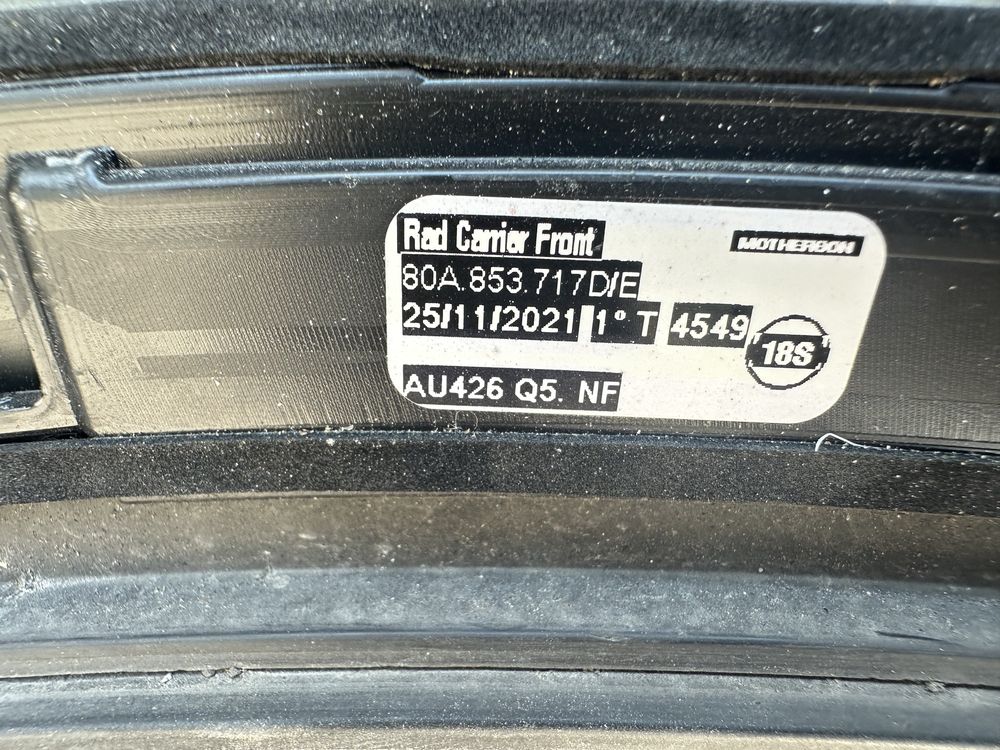 Rad Carrier Front
MOTHERSON
80A.853.717D/E
25/11/2021 1° T 4549
18S
AU426 Q5. NF